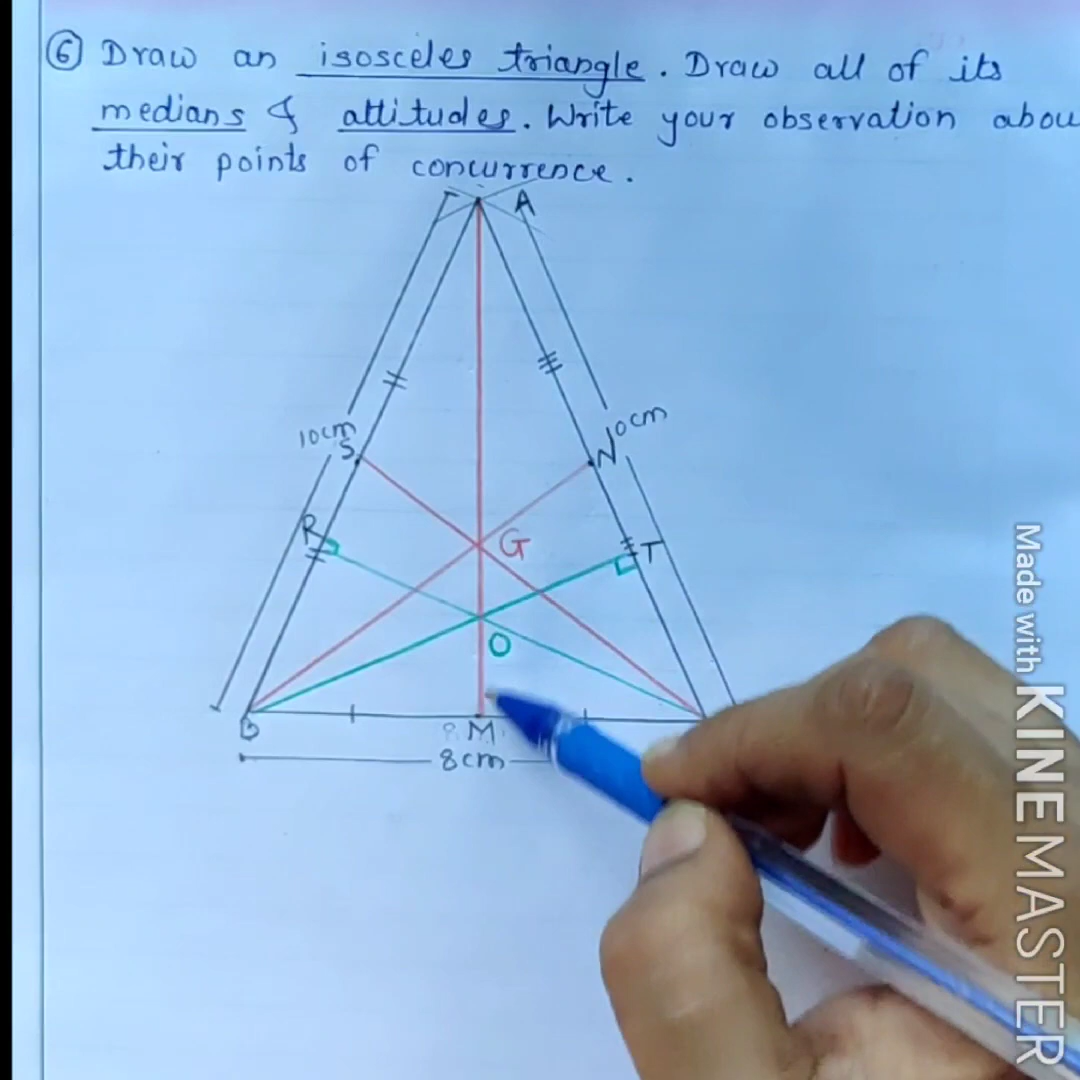 6 Draw an isosceles triangle. Draw all of its
medians & attitudes. Write your observation abou
their points of concurrence.
A
10cm
10cm
S
N
R
T
G
O
B
M
8cm
Made with KINEMASTER